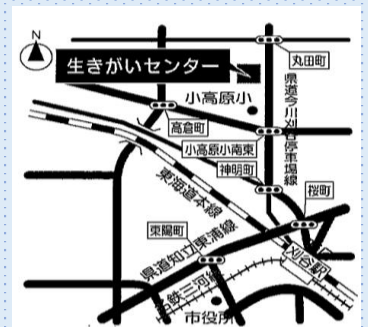 N
丸田町
生きがいセンター
小高原小
県道今川刈谷停車場線
高倉町
小高原小南東
神明町
東海道本線
桜町
東陽町
県道知立東浦線
刈谷駅
名鉄三河線
市役所